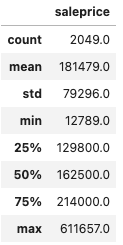 saleprice
count 2049.0
mean 181479.0
std 79296.0
min 12789.0
25% 129800.0
50% 162500.0
75% 214000.0
max 611657.0